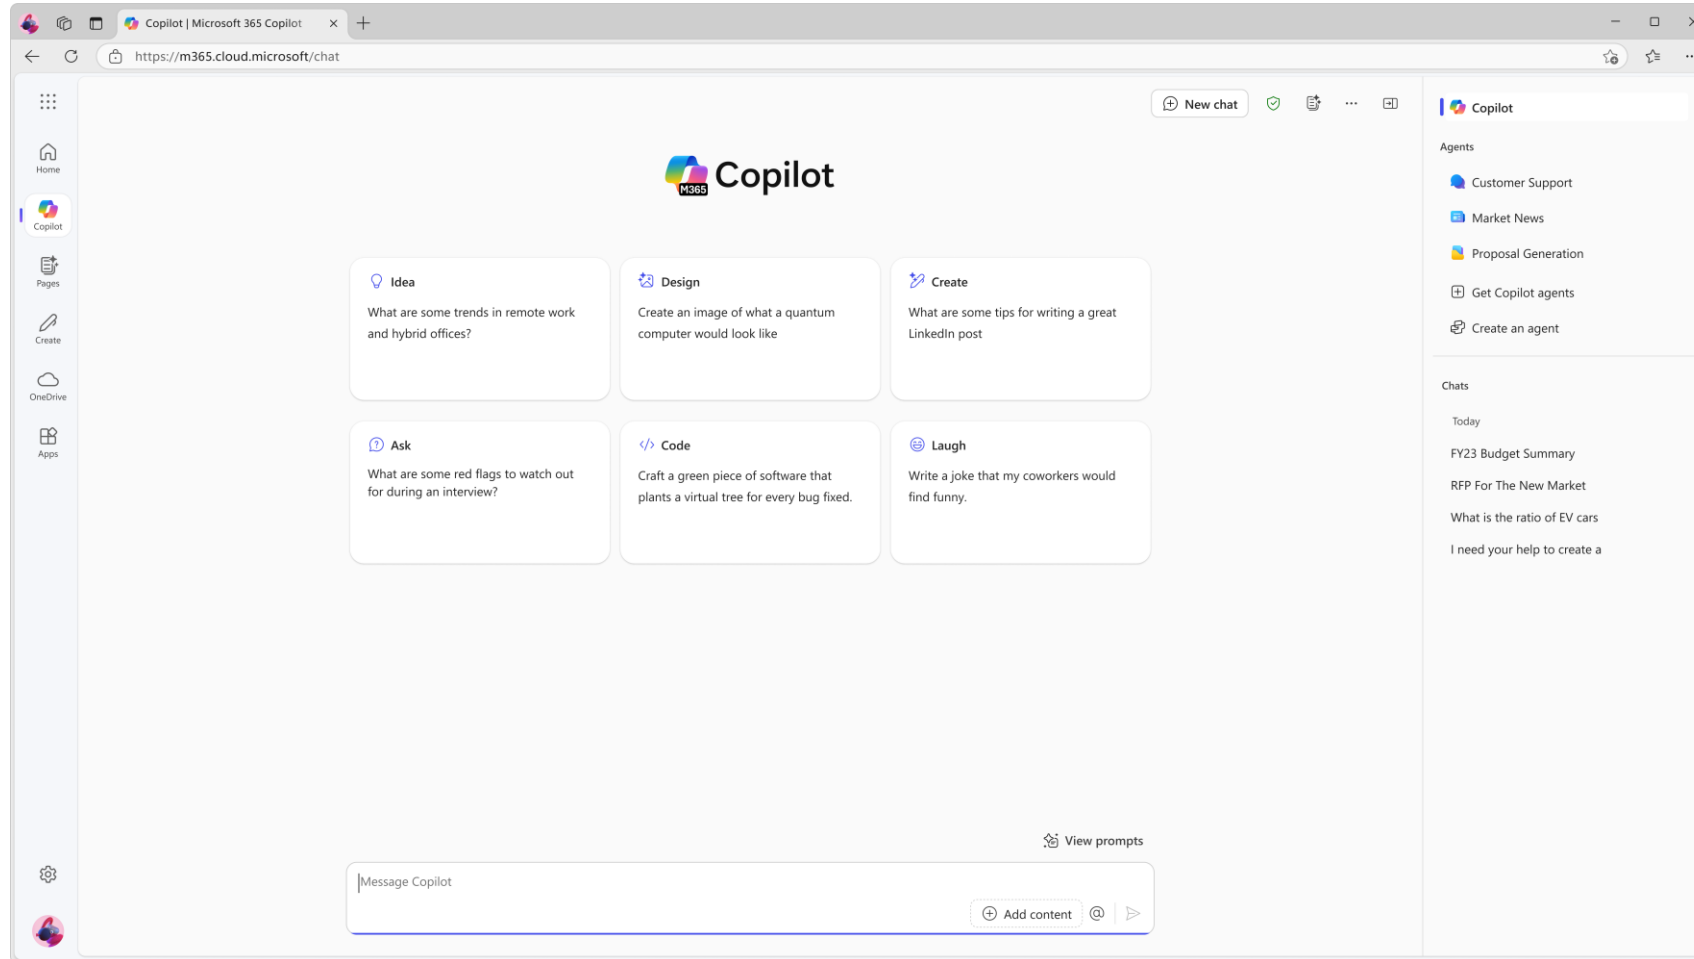 Copilot | Microsoft 365 Copilot
https://m365.cloud.microsoft/chat
Home
Copilot
Pages
Create
OneDrive
Apps
New chat
M365
Copilot
Idea
What are some trends in remote work
and hybrid offices?
Design
Create an image of what a quantum
computer would look like
Create
What are some tips for writing a great
LinkedIn post
Ask
What are some red flags to watch out
for during an interview?
Code
Craft a green piece of software that
plants a virtual tree for every bug fixed.
Laugh
Write a joke that my coworkers would
find funny.
View prompts
Message Copilot
Add content
Copilot
Agents
Customer Support
Market News
Proposal Generation
Get Copilot agents
Create an agent
Chats
Today
FY23 Budget Summary
RFP For The New Market
What is the ratio of EV cars
I need your help to create a